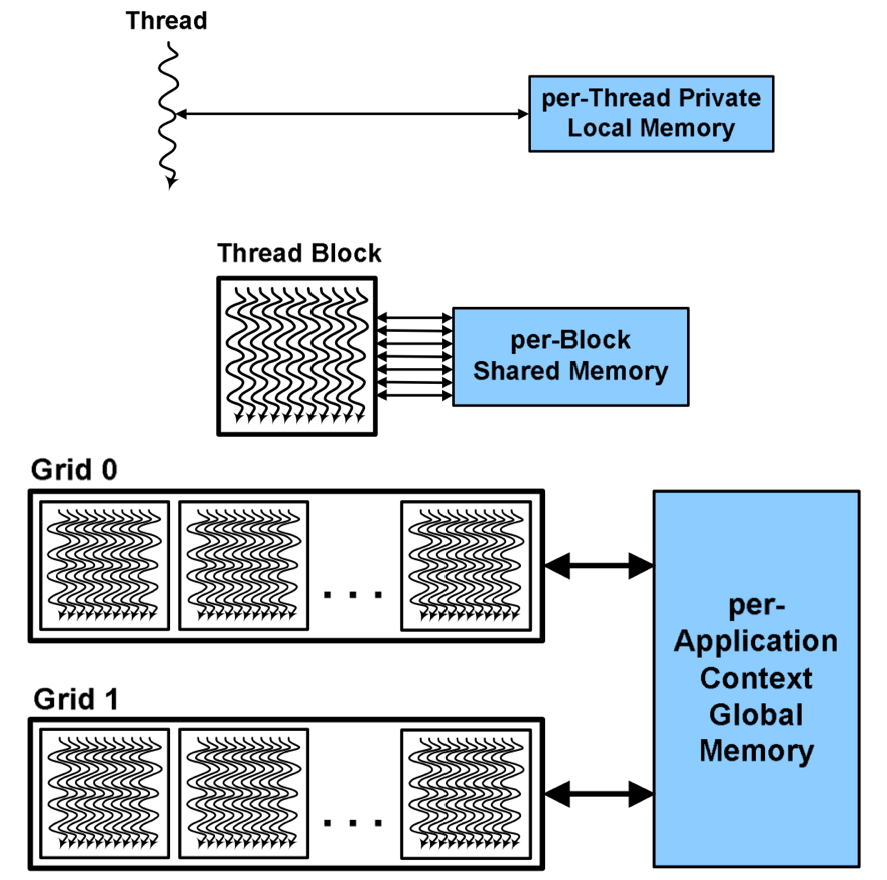 Thread
per-Thread Private
Local Memory
Thread Block
per-Block
Shared Memory
Grid 0
. . .
per-
Application
Context
Global
Memory
Grid 1
. . .